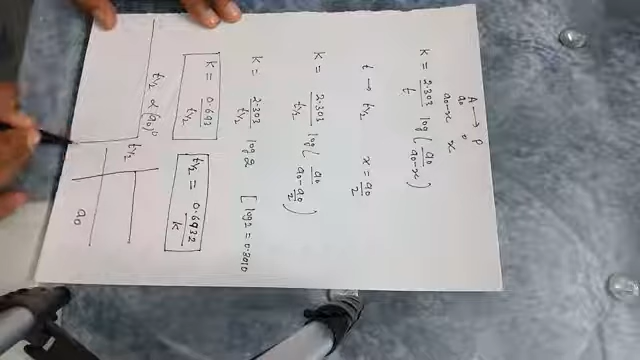 A → P
a₀ 0
a₀-x x
K = 2.303/t log (a₀/a₀-x)
t → t½ x = a₀/2
K = 2.303/t½ log (a₀/a₀-a₀/2)
K = 2.303/t½ log 2 [log 2 = 0.3010
K = 0.693/t½ t½ = 0.6932/k
t½ ∝ (a₀)⁰
t½
a₀